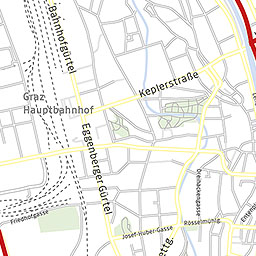 Bahnhofgürtel
Keplerstraße
Graz
Hauptbahnhof
Eggenberger Gürtel
Dreihackengasse
Friedhofgasse
Rösselmühlg.
Josef-Huber-Gasse